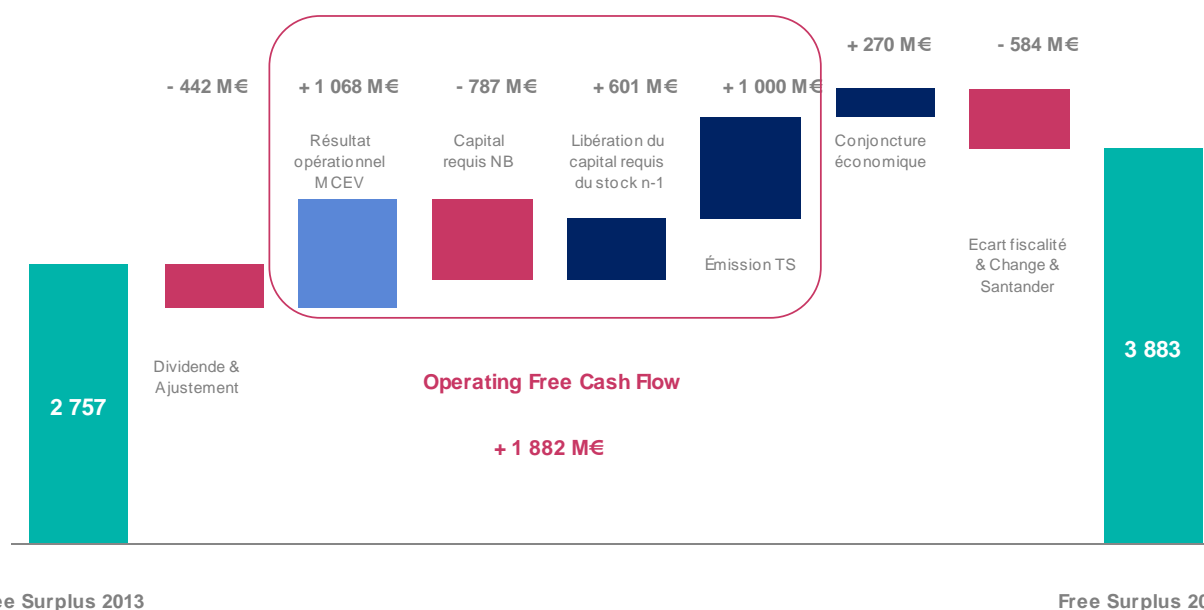 + 270 M€
- 584 M€
- 442 M€
+ 1 068 M€
- 787 M€
+ 601 M€
+ 1 000 M€
Résultat
opérationnel
MCEV
Capital
requis NB
Libération du
capital requis
du stock n-1
Conjoncture
économique
Émission TS
Ecart fiscalité
& Change &
Santander
3 883
Dividende &
Ajustement
2 757
Operating Free Cash Flow
+ 1 882 M€
ee Surplus 2013
Free Surplus 20